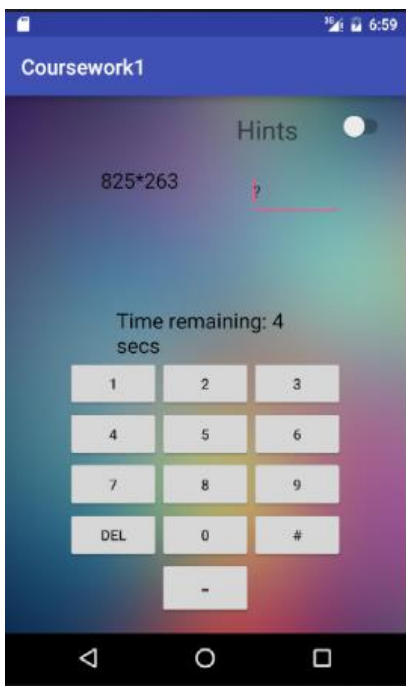 3G 6:59
Coursework1
Hints
825*263 ?
Time remaining: 4
secs
1 2 3
4 5 6
7 8 9
DEL 0 #
-